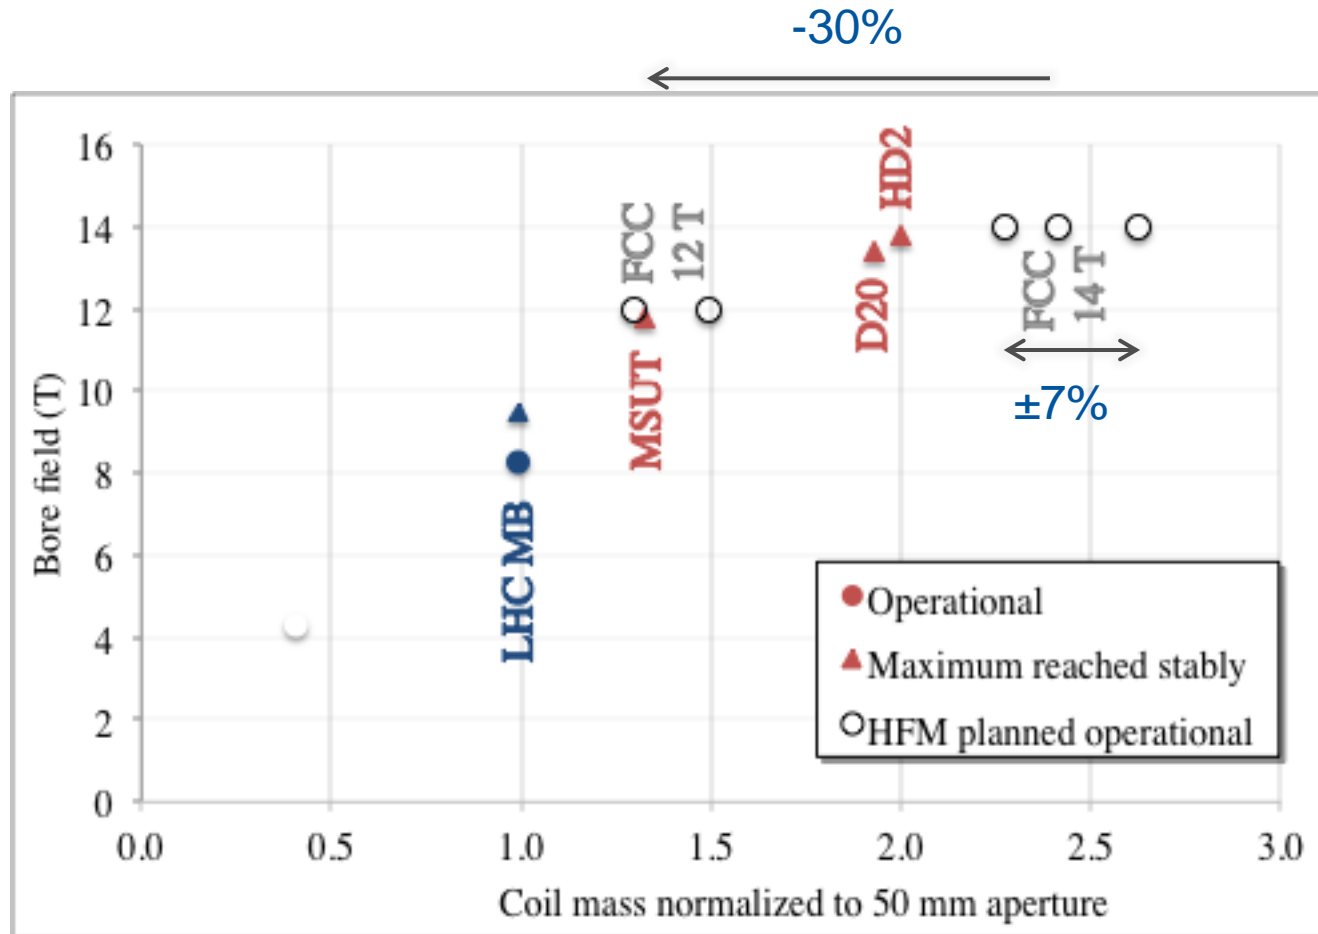 -30%
16
14
12
10
8
6
4
2
0
Bore field (T)
0.0 0.5 1.0 1.5 2.0 2.5 3.0
Coil mass normalized to 50 mm aperture
LHC MB
MSUT
FCC
12 T
D20
HD2
FCC
14 T
±7%
Operational
Maximum reached stably
HFM planned operational